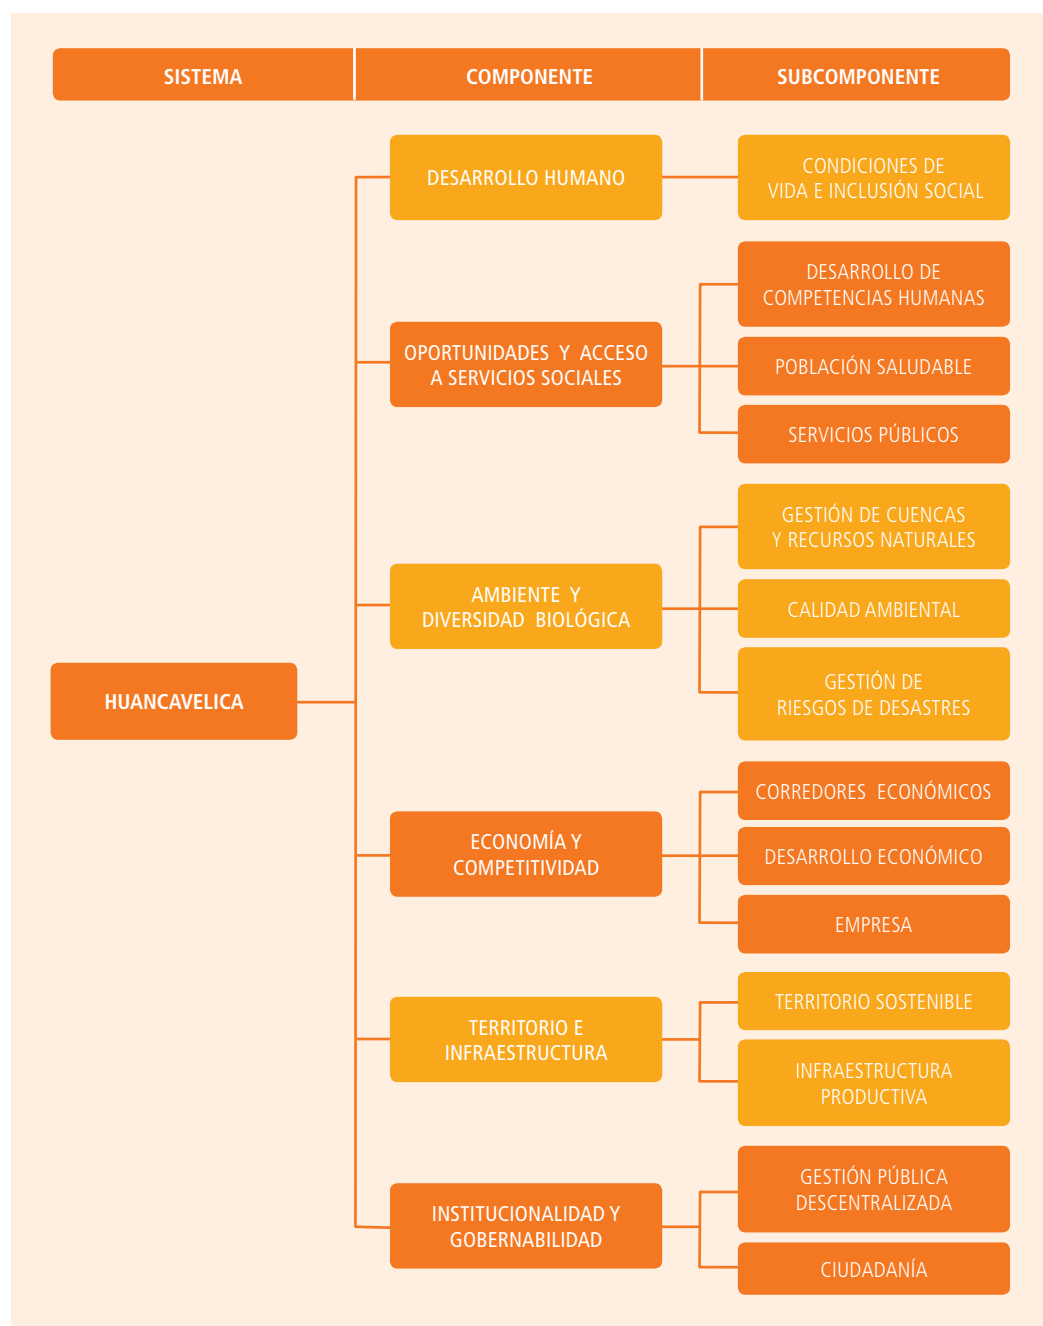 SISTEMA
COMPONENTE
SUBCOMPONENTE
HUANCAVELICA
DESARROLLO HUMANO
CONDICIONES DE
VIDA E INCLUSIÓN SOCIAL
OPORTUNIDADES Y ACCESO
A SERVICIOS SOCIALES
DESARROLLO DE
COMPETENCIAS HUMANAS
POBLACIÓN SALUDABLE
SERVICIOS PÚBLICOS
AMBIENTE Y
DIVERSIDAD BIOLÓGICA
GESTIÓN DE CUENCAS
Y RECURSOS NATURALES
CALIDAD AMBIENTAL
GESTIÓN DE
RIESGOS DE DESASTRES
ECONOMÍA Y
COMPETITIVIDAD
CORREDORES ECONÓMICOS
DESARROLLO ECONÓMICO
EMPRESA
TERRITORIO E
INFRAESTRUCTURA
TERRITORIO SOSTENIBLE
INFRAESTRUCTURA
PRODUCTIVA
INSTITUCIONALIDAD Y
GOBERNABILIDAD
GESTIÓN PÚBLICA
DESCENTRALIZADA
CIUDADANÍA